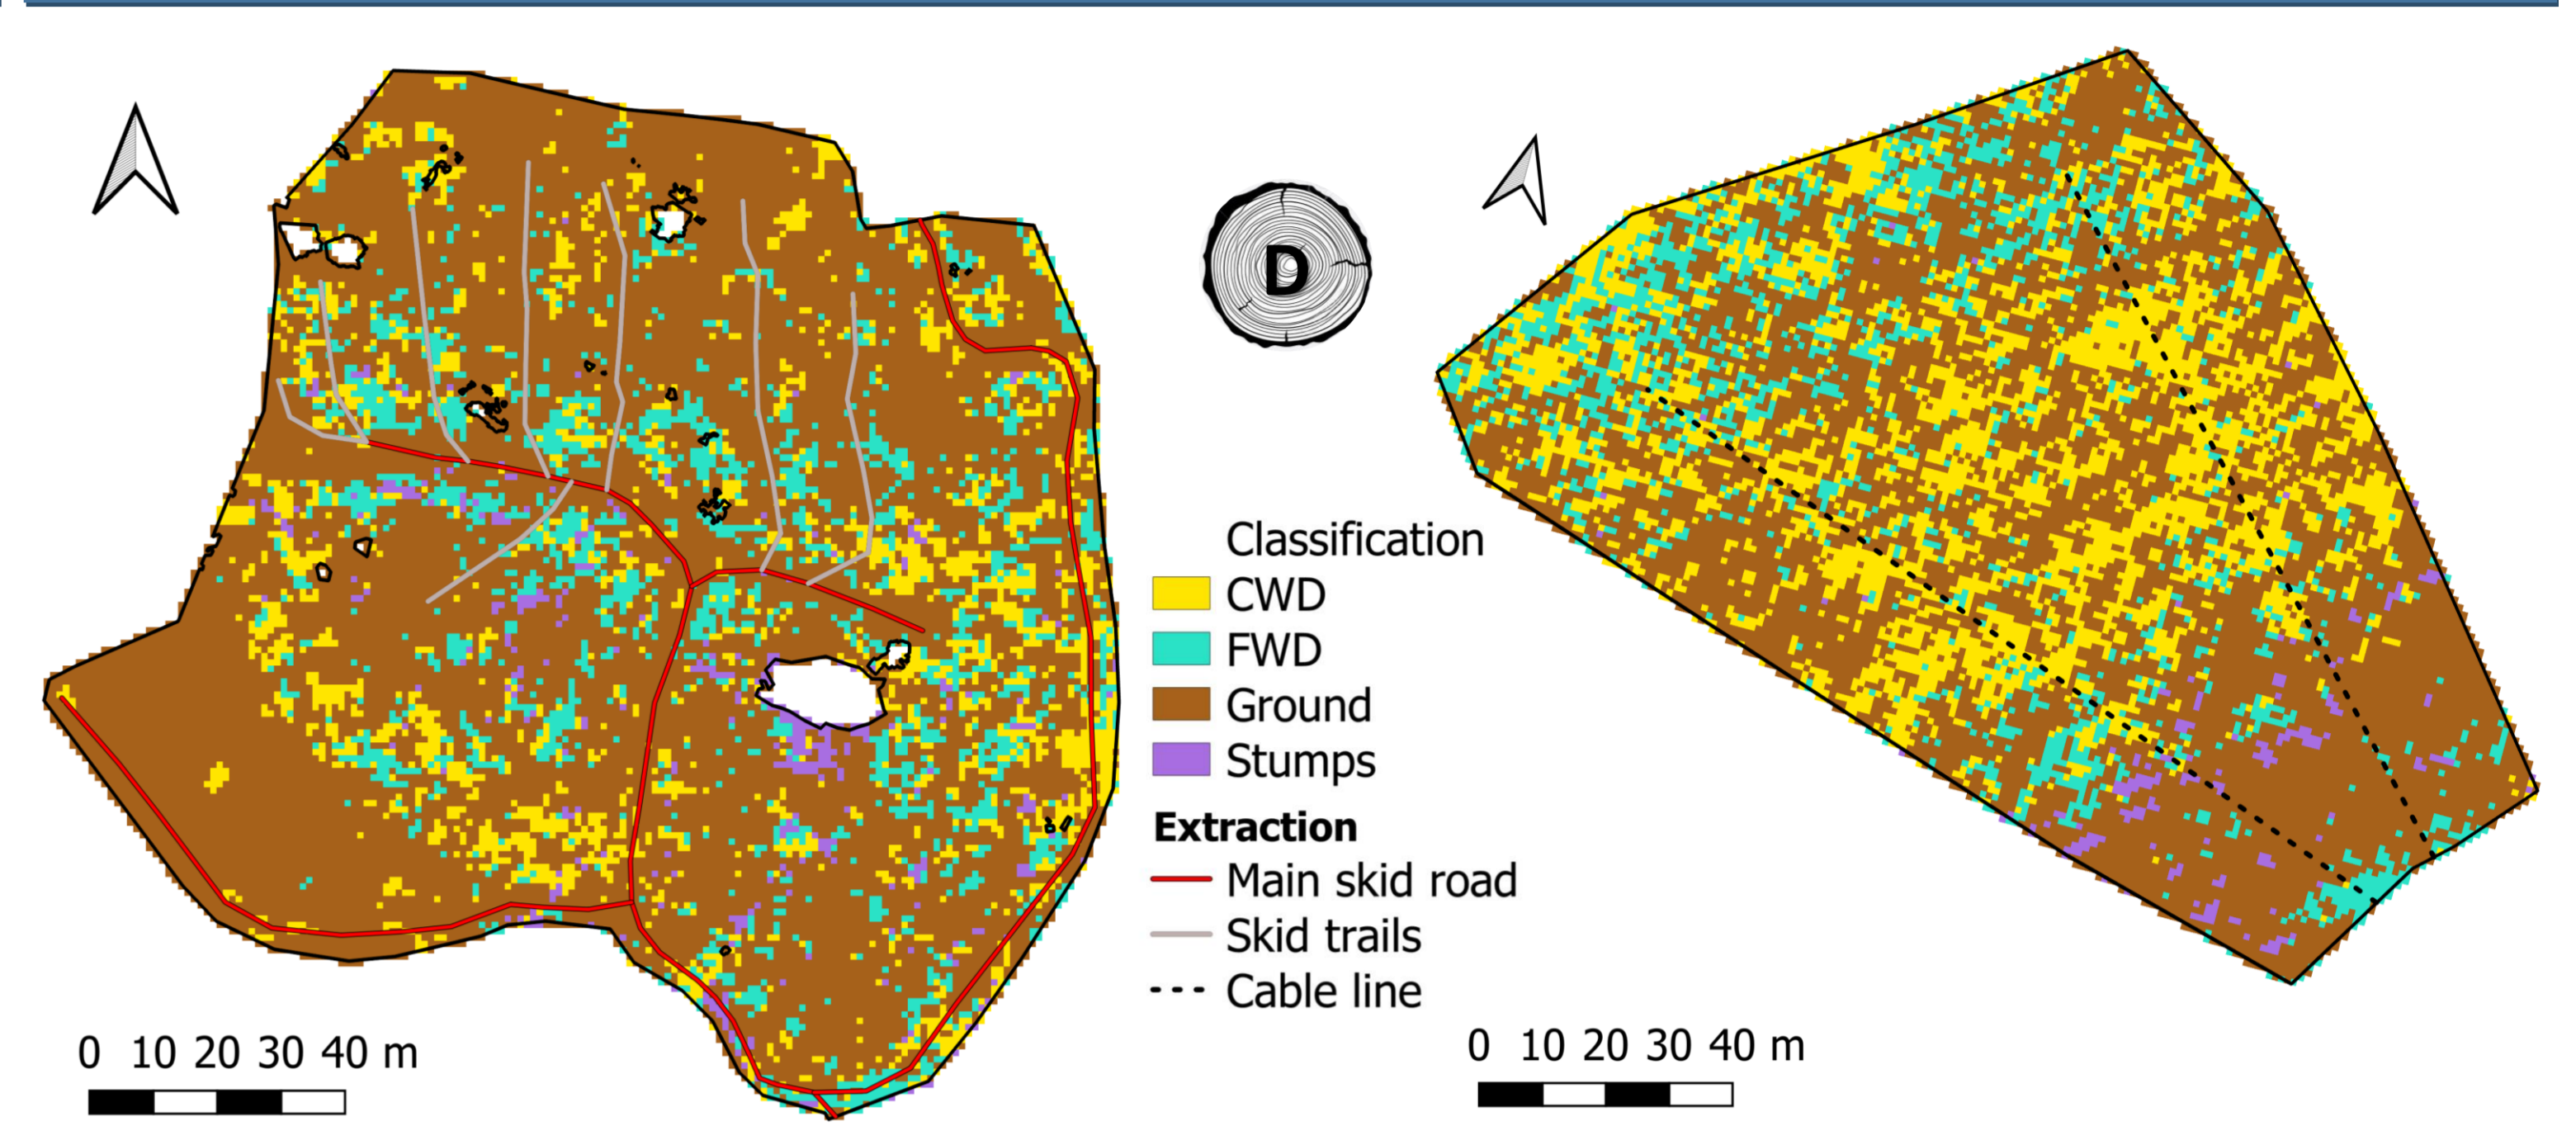 D
Classification
CWD
FWD
Ground
Stumps
Extraction
Main skid road
Skid trails
Cable line
0 10 20 30 40 m
0 10 20 30 40 m